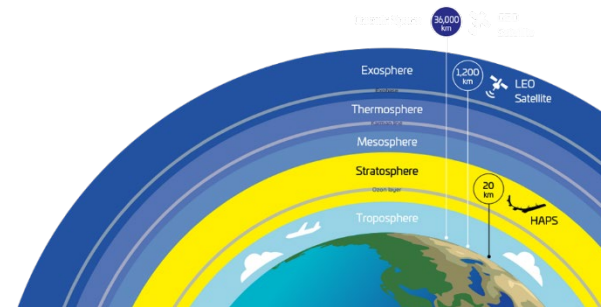 36,000
km
Exosphere
1,200
km
LEO
Satellite
Thermosphere
Mesosphere
Stratosphere
20
km
Ozon layer
HAPS
Troposphere